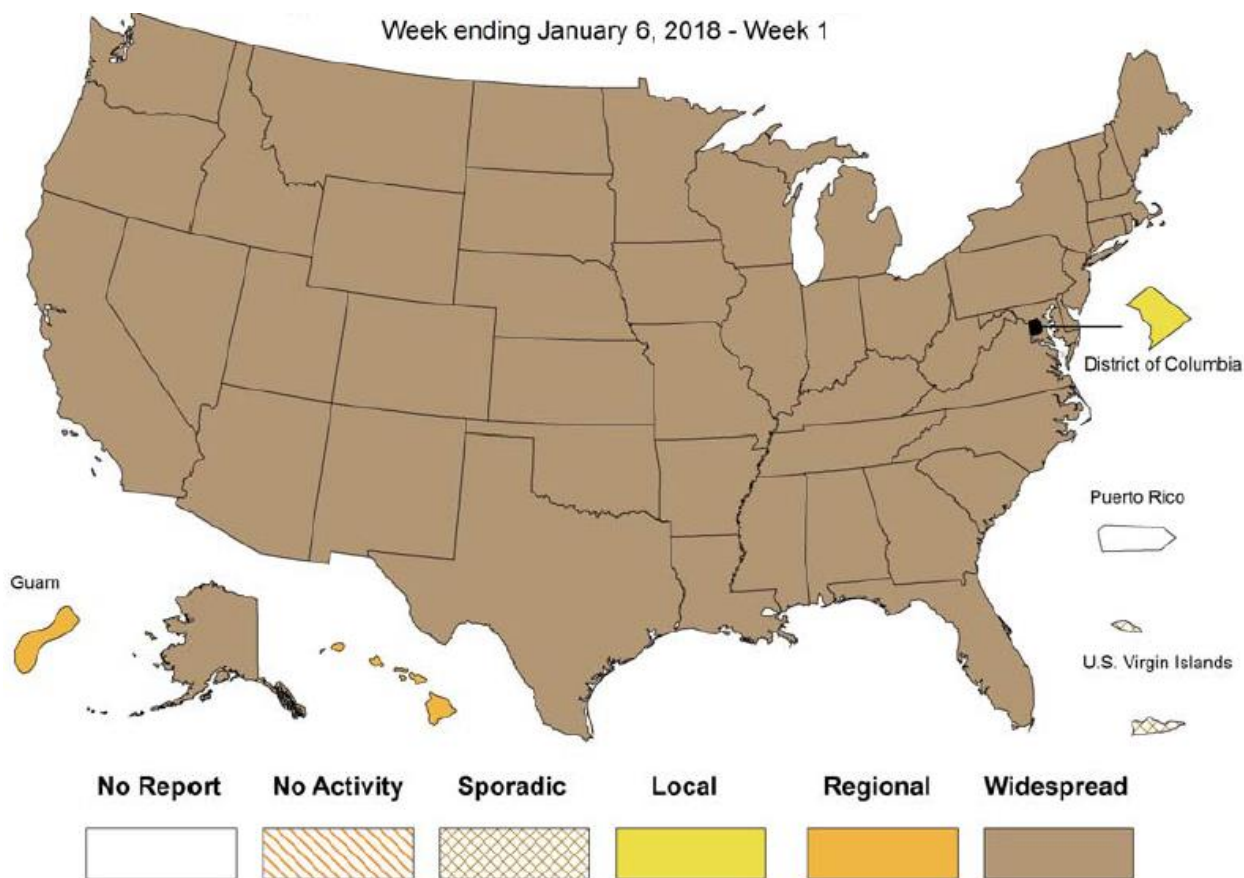 Week ending January 6, 2018 - Week 1
District of Columbia
Puerto Rico
Guam
U.S. Virgin Islands
No Report No Activity Sporadic Local Regional Widespread